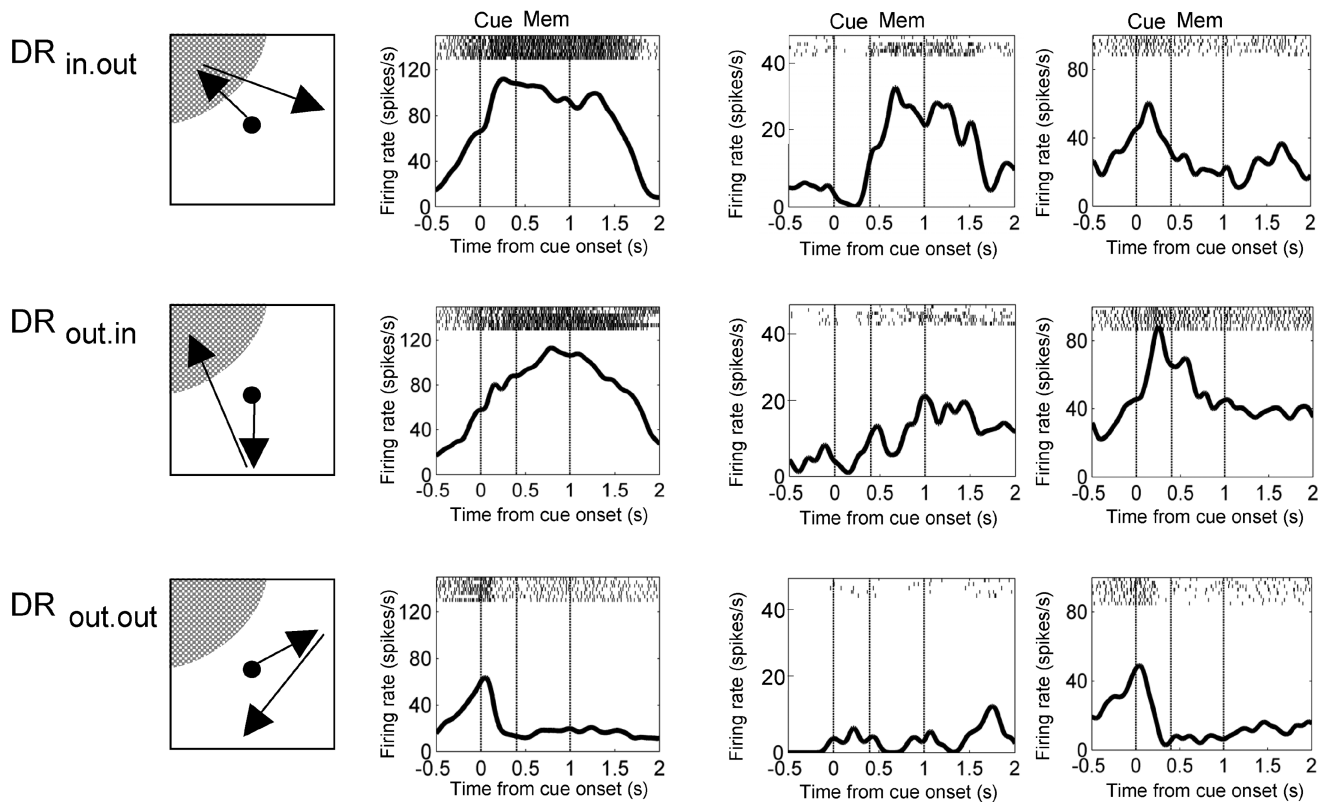 Cue Mem
Cue Mem
Cue Mem
DR in.out
Firing rate (spikes/s)
120
80
40
0
-0.5 0 0.5 1 1.5 2
Time from cue onset (s)
Firing rate (spikes/s)
40
20
0
-0.5 0 0.5 1 1.5 2
Time from cue onset (s)
Firing rate (spikes/s)
80
40
0
-0.5 0 0.5 1 1.5 2
Time from cue onset (s)
DR out.in
Firing rate (spikes/s)
120
80
40
0
-0.5 0 0.5 1 1.5 2
Time from cue onset (s)
Firing rate (spikes/s)
40
20
0
-0.5 0 0.5 1 1.5 2
Time from cue onset (s)
Firing rate (spikes/s)
80
40
0
-0.5 0 0.5 1 1.5 2
Time from cue onset (s)
DR out.out
Firing rate (spikes/s)
120
80
40
0
-0.5 0 0.5 1 1.5 2
Time from cue onset (s)
Firing rate (spikes/s)
40
20
0
-0.5 0 0.5 1 1.5 2
Time from cue onset (s)
Firing rate (spikes/s)
80
40
0
-0.5 0 0.5 1 1.5 2
Time from cue onset (s)